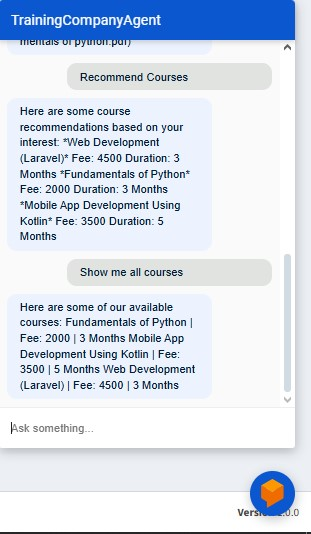 TrainingCompanyAgent
mentals of python.pdf)
Recommend Courses
Here are some course
recommendations based on your
interest: *Web Development
(Laravel)* Fee: 4500 Duration: 3
Months *Fundamentals of Python*
Fee: 2000 Duration: 3 Months
*Mobile App Development Using
Kotlin* Fee: 3500 Duration: 5
Months
Show me all courses
Here are some of our available
courses: Fundamentals of Python |
Fee: 2000 | 3 Months Mobile App
Development Using Kotlin | Fee:
3500 | 5 Months Web Development
(Laravel) | Fee: 4500 | 3 Months
Ask something...
.0.0